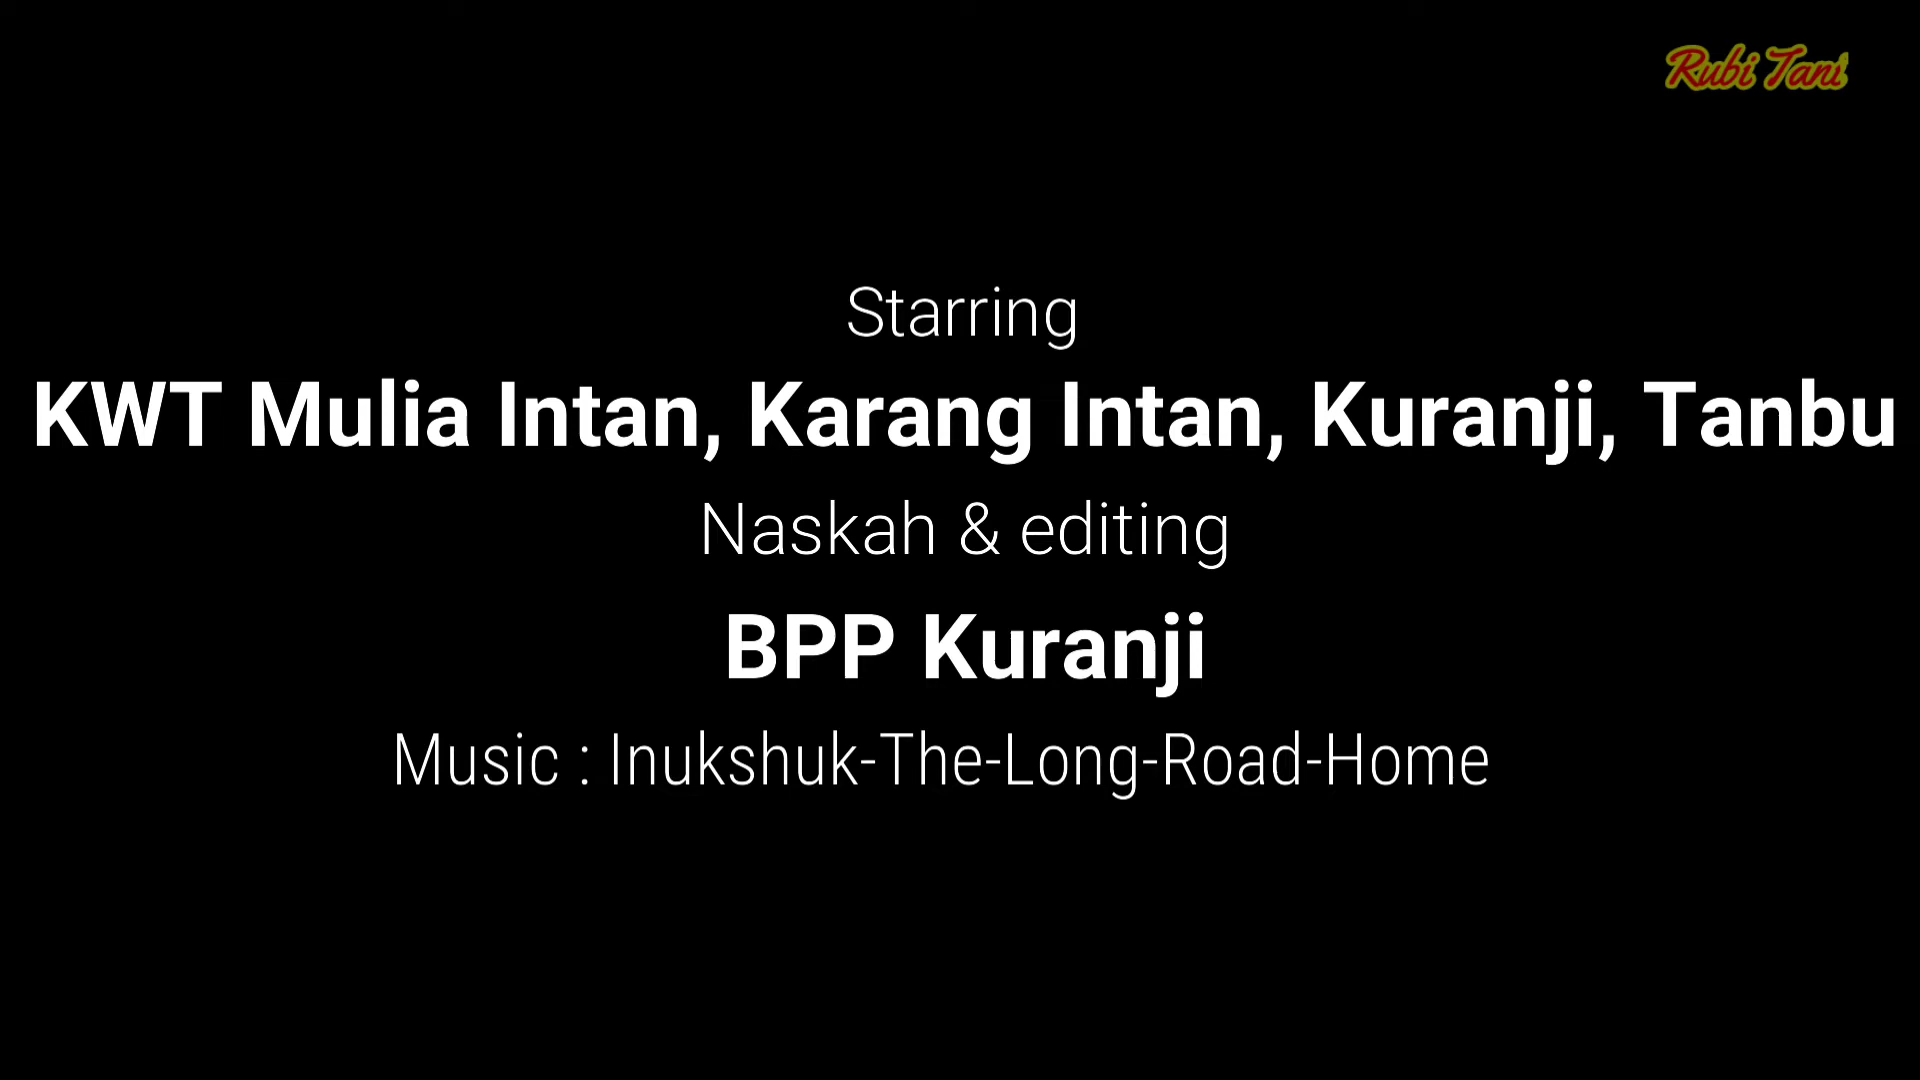 Rubi Tani
Starring
KWT Mulia Intan, Karang Intan, Kuranji, Tanbu
Naskah & editing
BPP Kuranji
Music : Inukshuk-The-Long-Road-Home